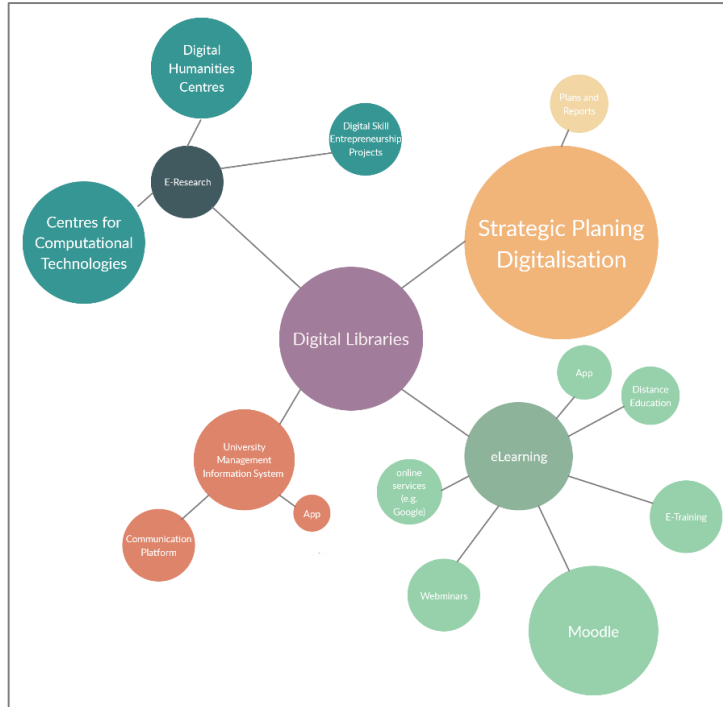 Digital
Humanities
Centres
Plans and
Reports
Digital Skill
Entrepreneurship
Projects
E-Research
Centres for
Computational
Technologies
Strategic Planing
Digitalisation
Digital Libraries
App
Distance
Education
University
Management
Information System
eLearning
online
services
(e.g.
Google)
App
E-Training
Communication
Platform
Webminars
Moodle